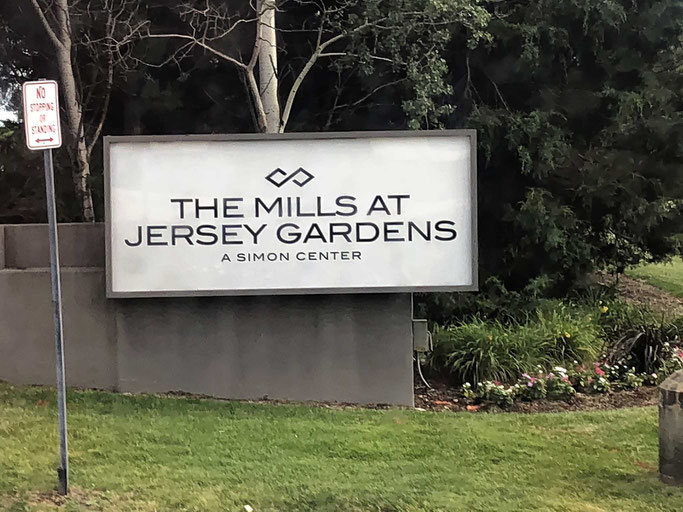 NO
STOPPING
OR
STANDING
THE MILLS AT
JERSEY GARDENS
A SIMON CENTER